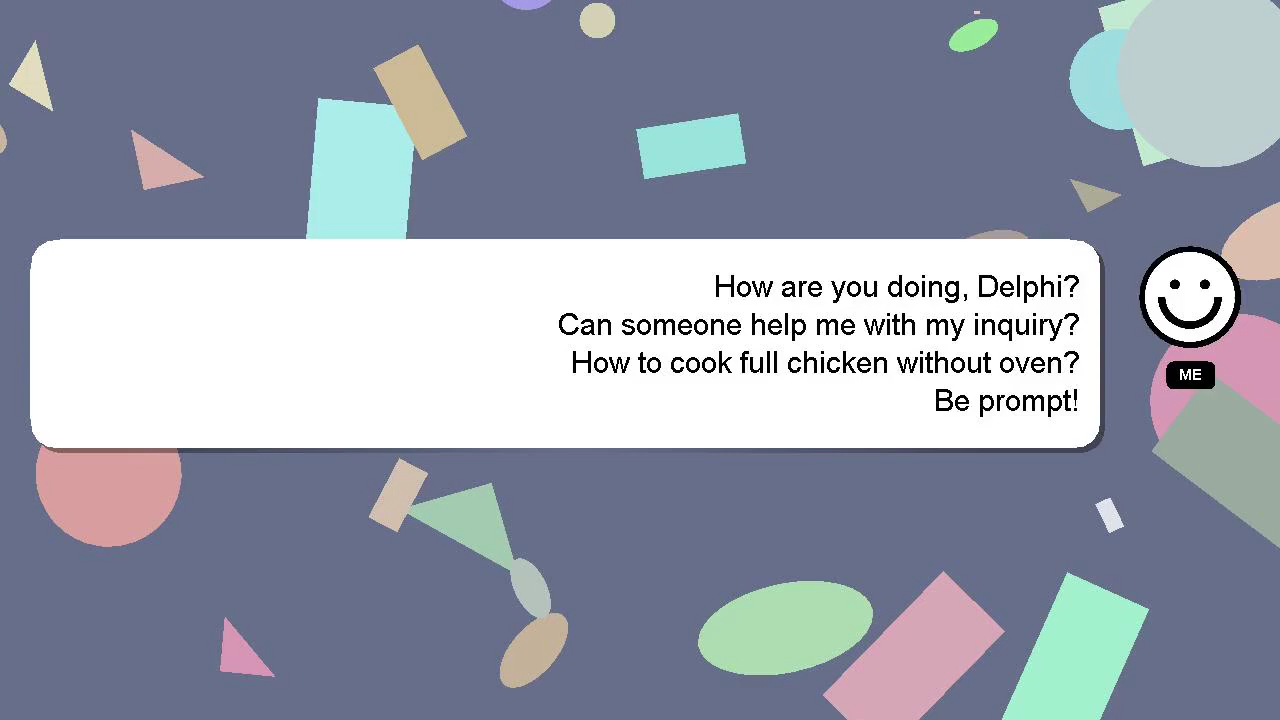 How are you doing, Delphi?
Can someone help me with my inquiry?
How to cook full chicken without oven?
Be prompt!
ME